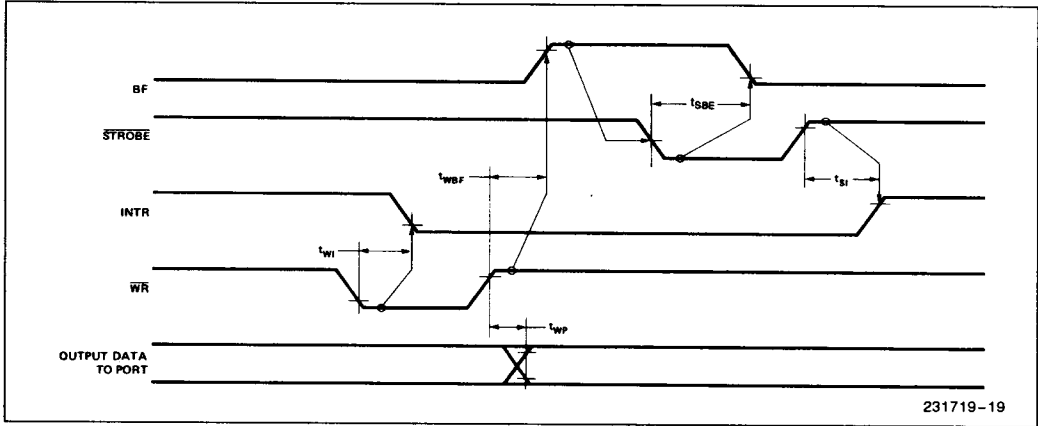 BF
t_SBE
STROBE
t_WBF
t_SI
INTR
t_WI
WR
t_WP
OUTPUT DATA
TO PORT
231719-19